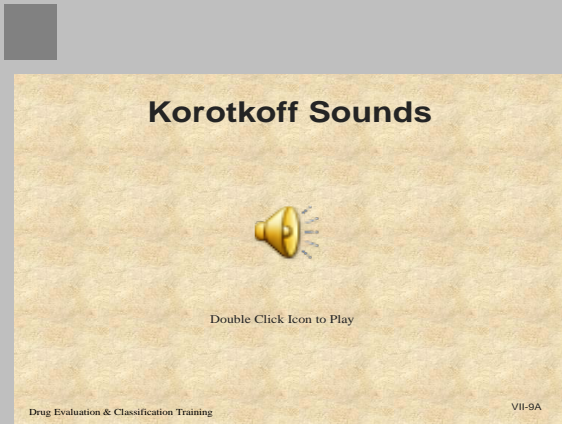 Korotkoff Sounds
Double Click Icon to Play
Drug Evaluation & Classification Training
VII-9A